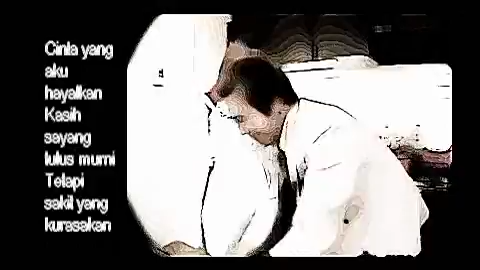 Cinta yang
aku
hayalkan
Kasih
sayang
tulus murni
Tetapi
sakit yang
kurasakan